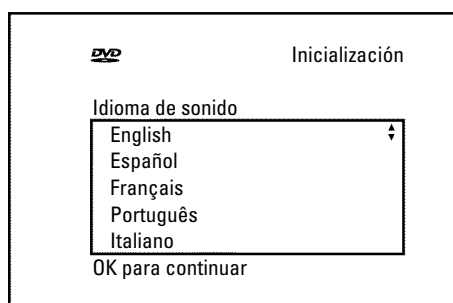 DVD Inicialización
Idioma de sonido
English
Español
Français
Português
Italiano
OK para continuar